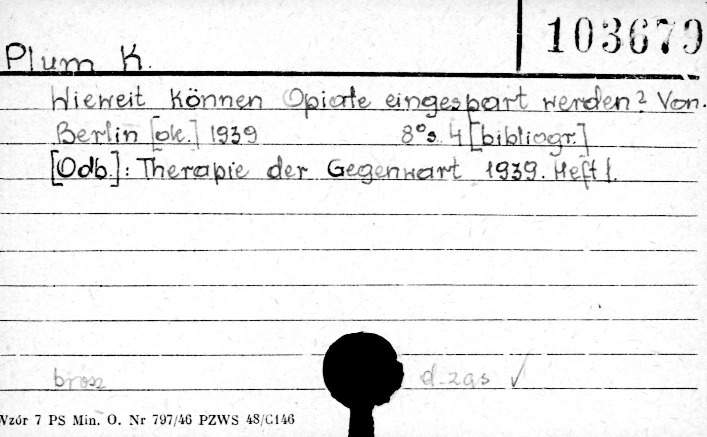 103679
Plum K.
Wieweit können Opiate eingespart werden? Von.
Berlin [ok.] 1939 8° s. 4 [bibliogr.]
[Odb.]: Therapie der Gegenwart 1939. Heft 1.
brosz d. zas ✓
Wzór 7 PS Min. O. Nr 797/46 PZWS 48/C146